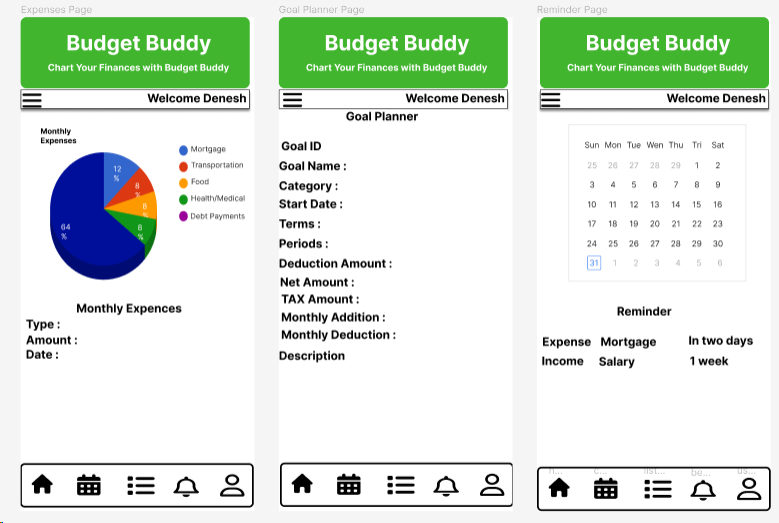 Expenses Page
Budget Buddy
Chart Your Finances with Budget Buddy
Welcome Denesh
Monthly
Expenses
12
%
8
%
8
%
8
%
64
%
Mortgage
Transportation
Food
Health/Medical
Debt Payments
Monthly Expences
Type :
Amount :
Date :
Goal Planner Page
Budget Buddy
Chart Your Finances with Budget Buddy
Welcome Denesh
Goal Planner
Goal ID
Goal Name :
Category :
Start Date :
Terms :
Periods :
Deduction Amount :
Net Amount :
TAX Amount :
Monthly Addition :
Monthly Deduction :
Description
Reminder Page
Budget Buddy
Chart Your Finances with Budget Buddy
Welcome Denesh
Sun Mon Tue Wen Thu Tri Sat
25 26 27 28 29 1 2
3 4 5 6 7 8 9
10 11 12 13 14 15 16
17 18 19 20 21 22 23
24 25 26 27 28 29 30
31 1 2 3 4 5 6
Reminder
Expense Mortgage In two days
Income Salary 1 week